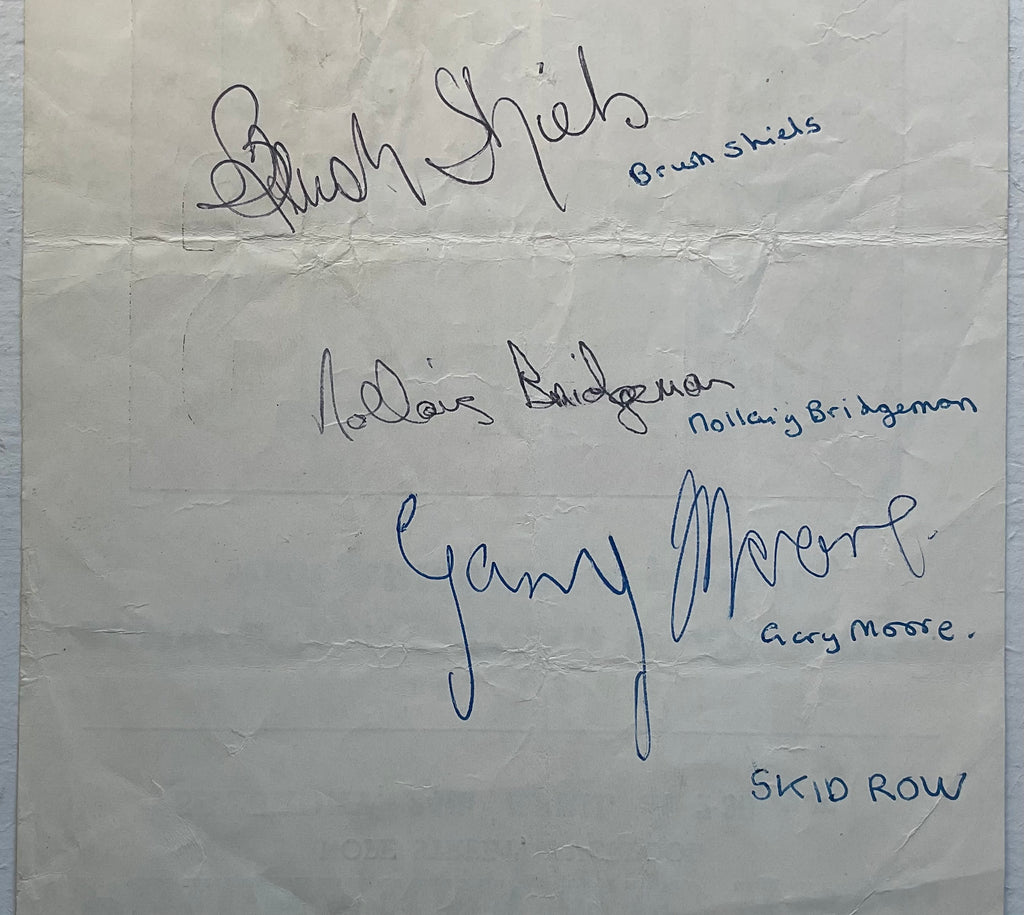 Brush Shiels
Brush Shiels
Nollaig Bridgeman
Nollaig Bridgeman
Gary Moore.
Gary Moore.
SKID ROW